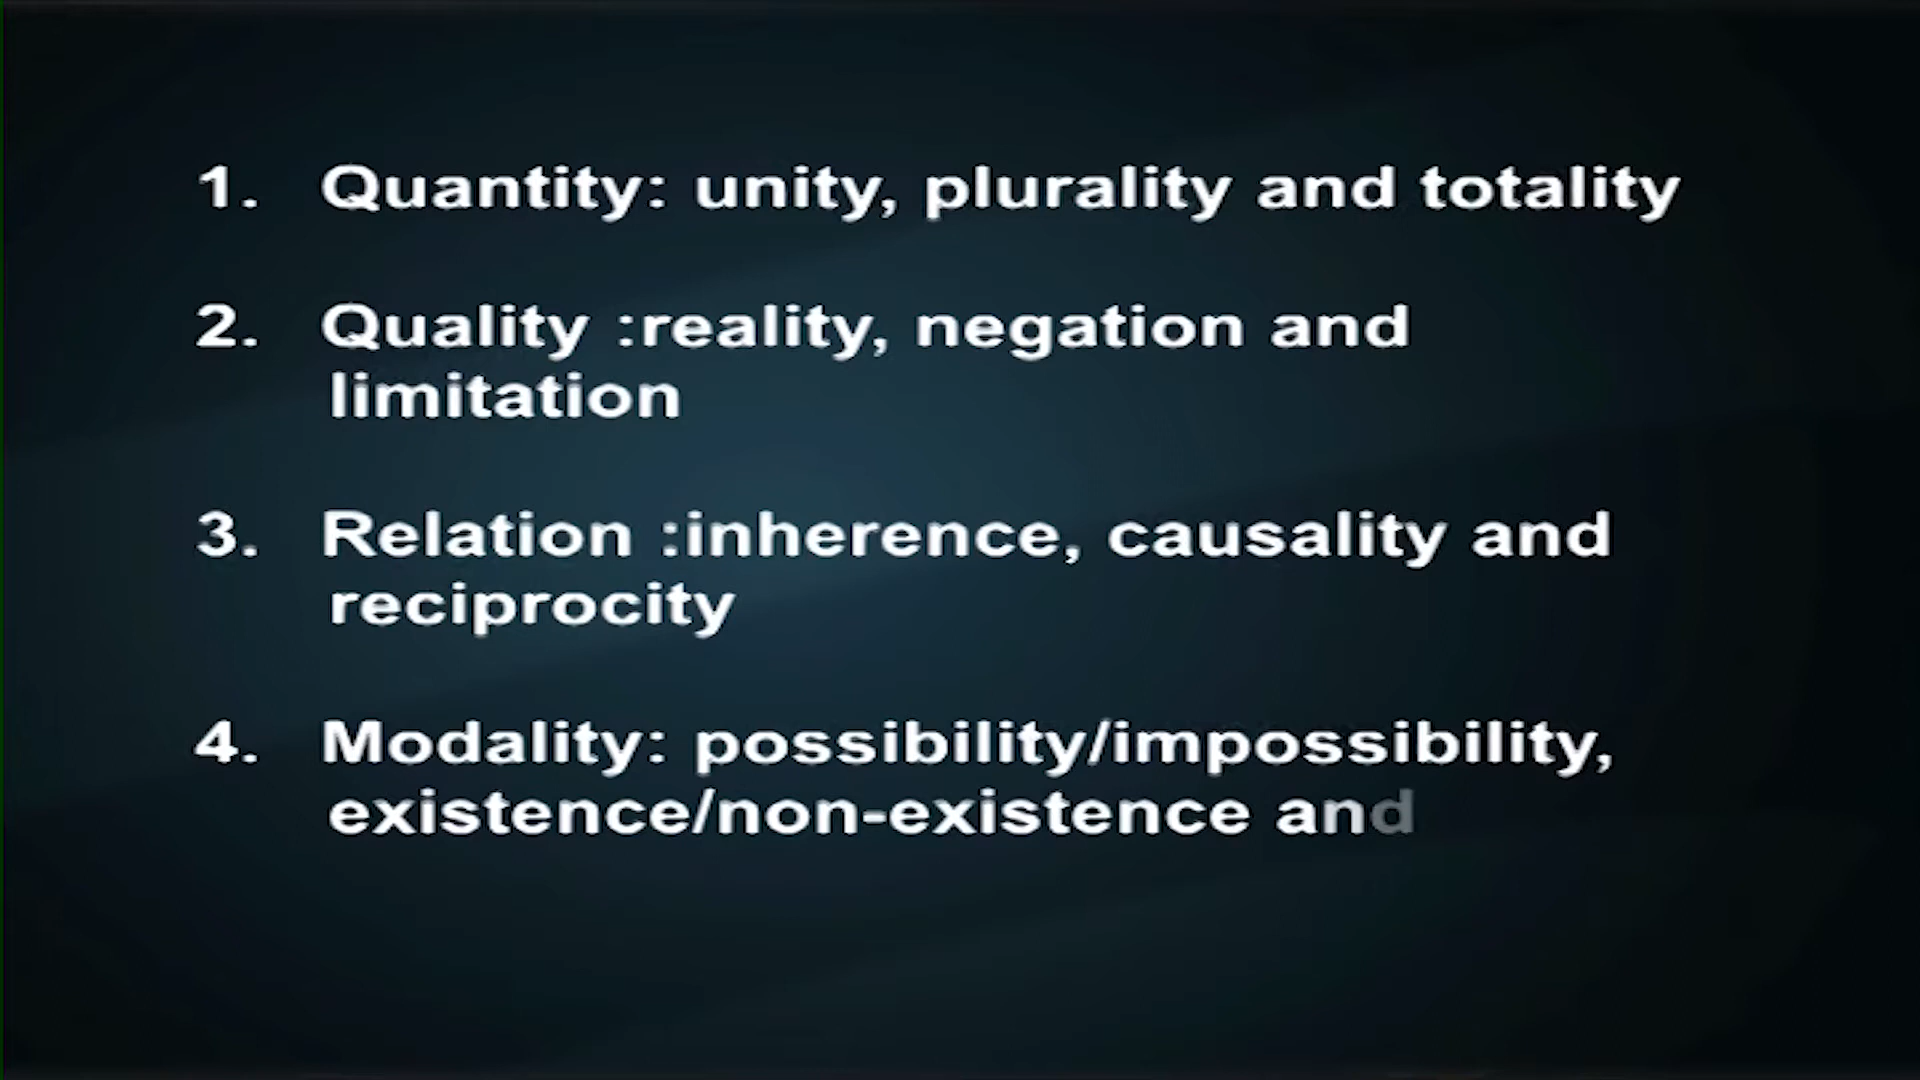 1. Quantity: unity, plurality and totality
2. Quality :reality, negation and
limitation
3. Relation :inherence, causality and
reciprocity
4. Modality: possibility/impossibility,
existence/non-existence and